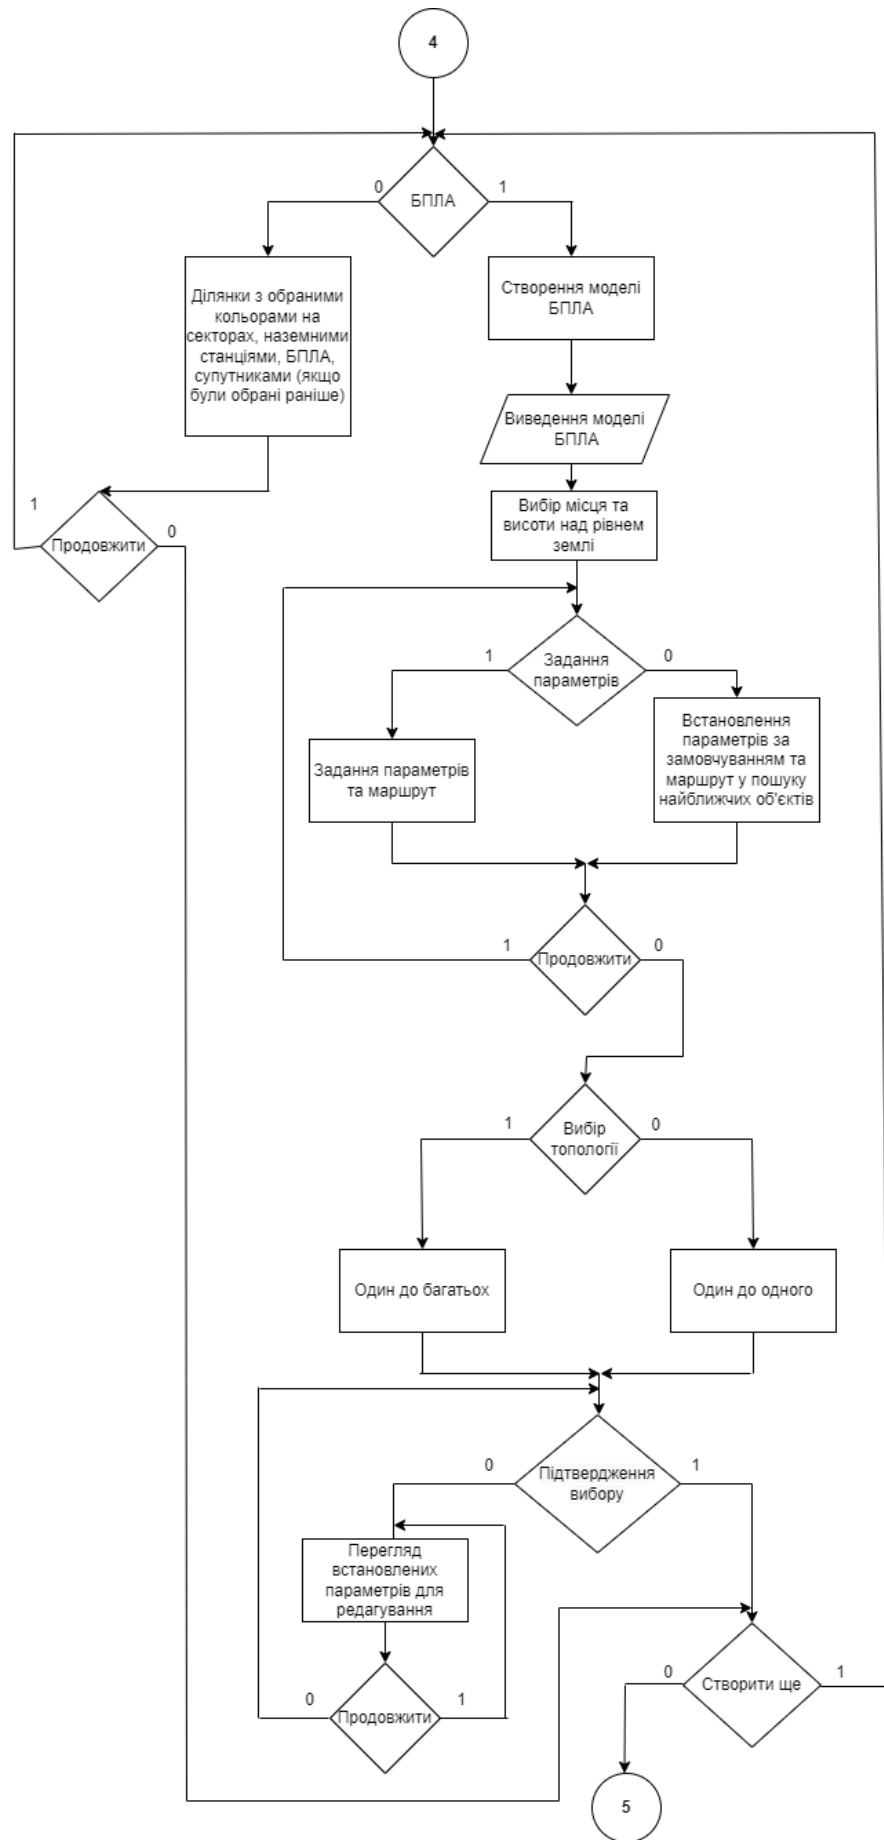 4
0
1
БПЛА
Ділянки з обраними
кольорами на
секторах, наземними
станціями, БПЛА,
супутниками (якщо
були обрані раніше)
Створення моделі
БПЛА
Виведення моделі
БПЛА
1
0
Продовжити
Вибір місця та
висоти над рівнем
землі
1
0
Задання
параметрів
Задання параметрів
та маршрут
Встановлення
параметрів за
замовчуванням та
маршрут у пошуку
найближчих об'єктів
1
0
Продовжити
1
0
Вибір
топології
Один до багатьох
Один до одного
0
1
Підтвердження
вибору
Перегляд
встановлених
параметрів для
редагування
0
1
Продовжити
0
1
Створити ще
5